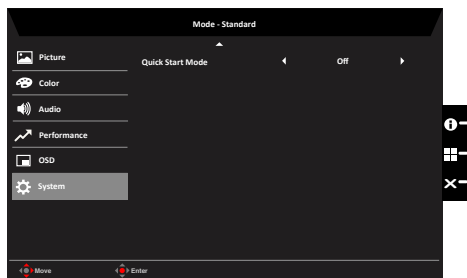 Mode - Standard
Picture
Quick Start Mode Off
Color
Audio
Performance
OSD
System
Move Enter